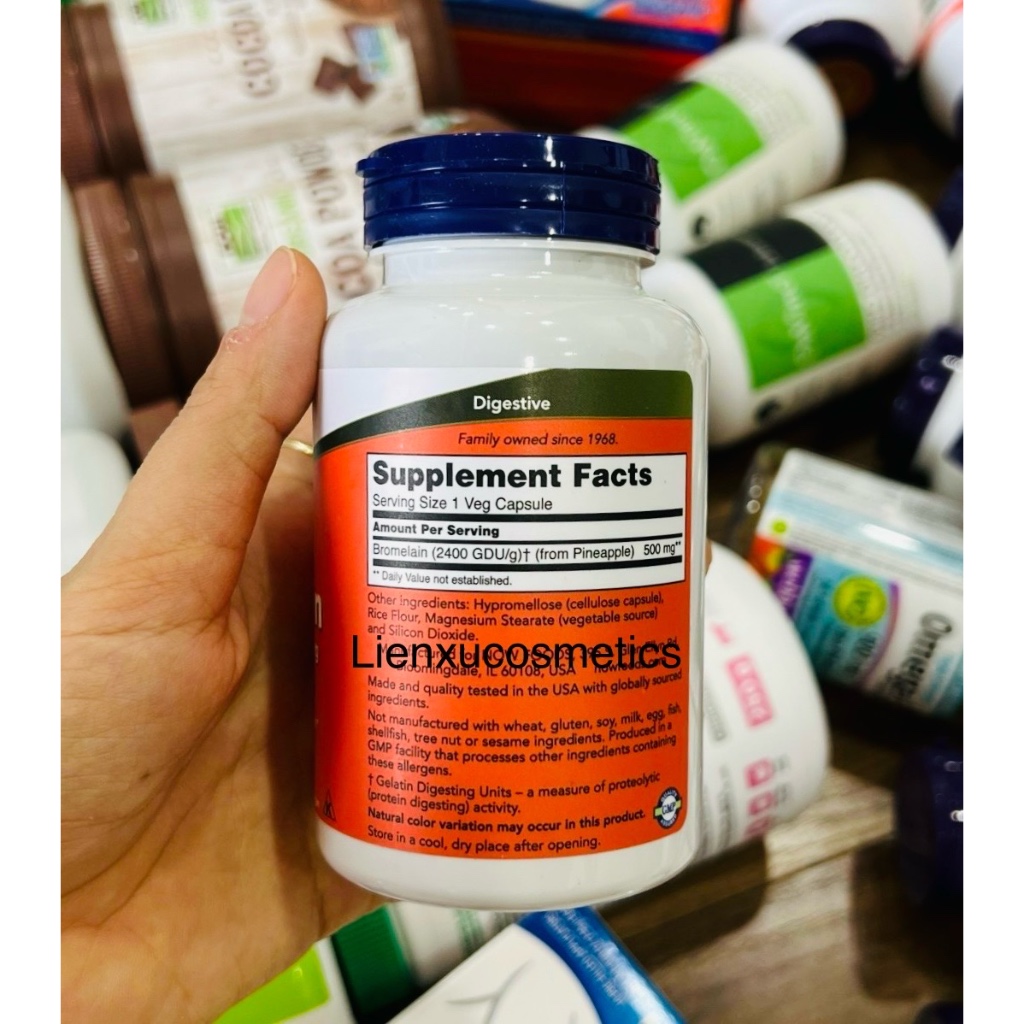 COCOA
COCOA
Digestive
Family owned since 1968.
Supplement Facts
Serving Size 1 Veg Capsule
Amount Per Serving
Bromelain (2400 GDU/g)† (from Pineapple) 500 mg**
** Daily Value not established.
Other ingredients: Hypromellose (cellulose capsule),
Rice Flour, Magnesium Stearate (vegetable source)
and Silicon Dioxide.
Lienxucosmetics
Bloomingdale, IL 60108, USA
Made and quality tested in the USA with globally sourced
ingredients.
Not manufactured with wheat, gluten, soy, milk, egg, fish,
shellfish, tree nut or sesame ingredients. Produced in a
GMP facility that processes other ingredients containing
these allergens.
† Gelatin Digesting Units – a measure of proteolytic
(protein digesting) activity.
Natural color variation may occur in this product.
Store in a cool, dry place after opening.
GMP
Omega